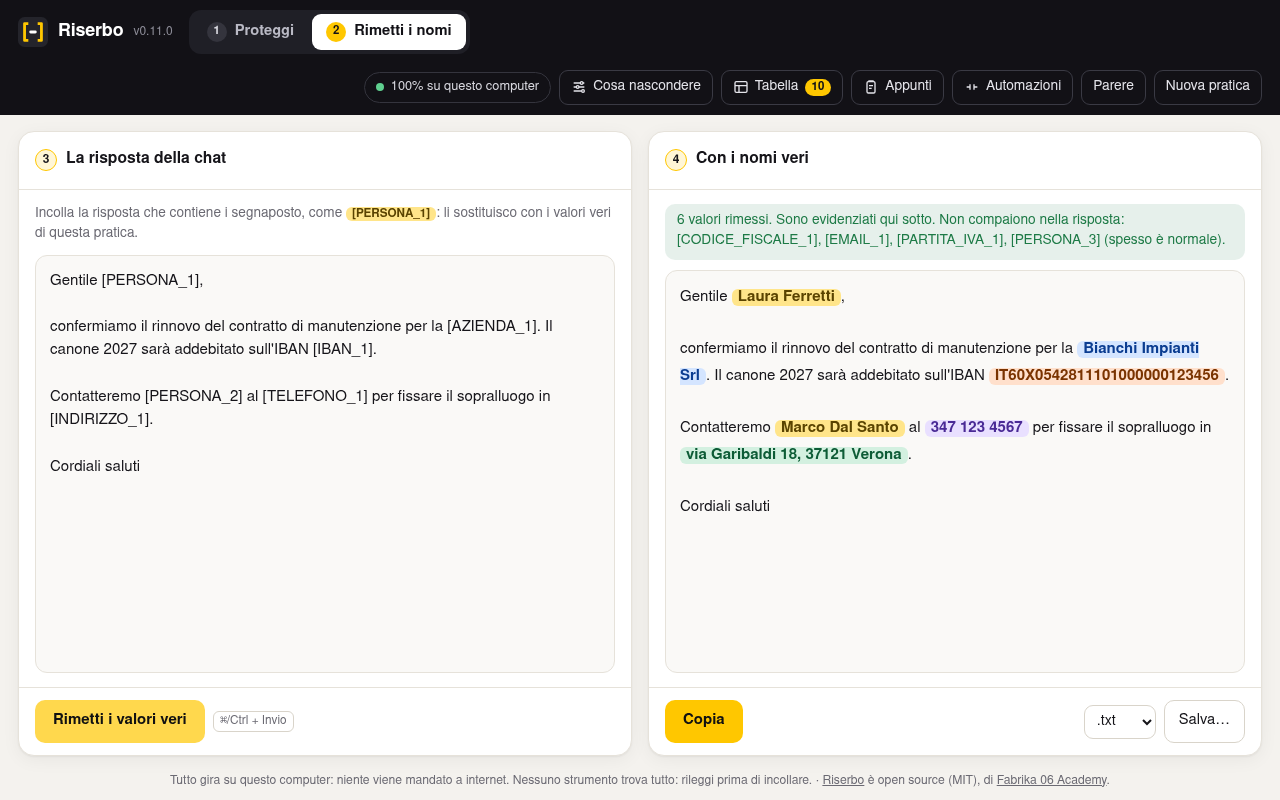 Riserbo v0.11.0
1 Proteggi
2 Rimetti i nomi
100% su questo computer
Cosa nascondere
Tabella 10
Appunti
Automazioni
Parere
Nuova pratica
3 La risposta della chat
Incolla la risposta che contiene i segnaposto, come [PERSONA_1]: li sostituisco con i valori veri
di questa pratica.
Gentile [PERSONA_1],
confermiamo il rinnovo del contratto di manutenzione per la [AZIENDA_1]. Il
canone 2027 sarà addebitato sull'IBAN [IBAN_1].
Contatteremo [PERSONA_2] al [TELEFONO_1] per fissare il sopralluogo in
[INDIRIZZO_1].
Cordiali saluti
Rimetti i valori veri
⌘/Ctrl + Invio
4 Con i nomi veri
6 valori rimessi. Sono evidenziati qui sotto. Non compaiono nella risposta:
[CODICE_FISCALE_1], [EMAIL_1], [PARTITA_IVA_1], [PERSONA_3] (spesso è normale).
Gentile Laura Ferretti,
confermiamo il rinnovo del contratto di manutenzione per la Bianchi Impianti
Srl. Il canone 2027 sarà addebitato sull'IBAN IT60X0542811101000000123456.
Contatteremo Marco Dal Santo al 347 123 4567 per fissare il sopralluogo in
via Garibaldi 18, 37121 Verona.
Cordiali saluti
Copia
.txt
Salva…
Tutto gira su questo computer: niente viene mandato a internet. Nessuno strumento trova tutto: rileggi prima di incollare. · Riserbo è open source (MIT), di Fabrika 06 Academy.